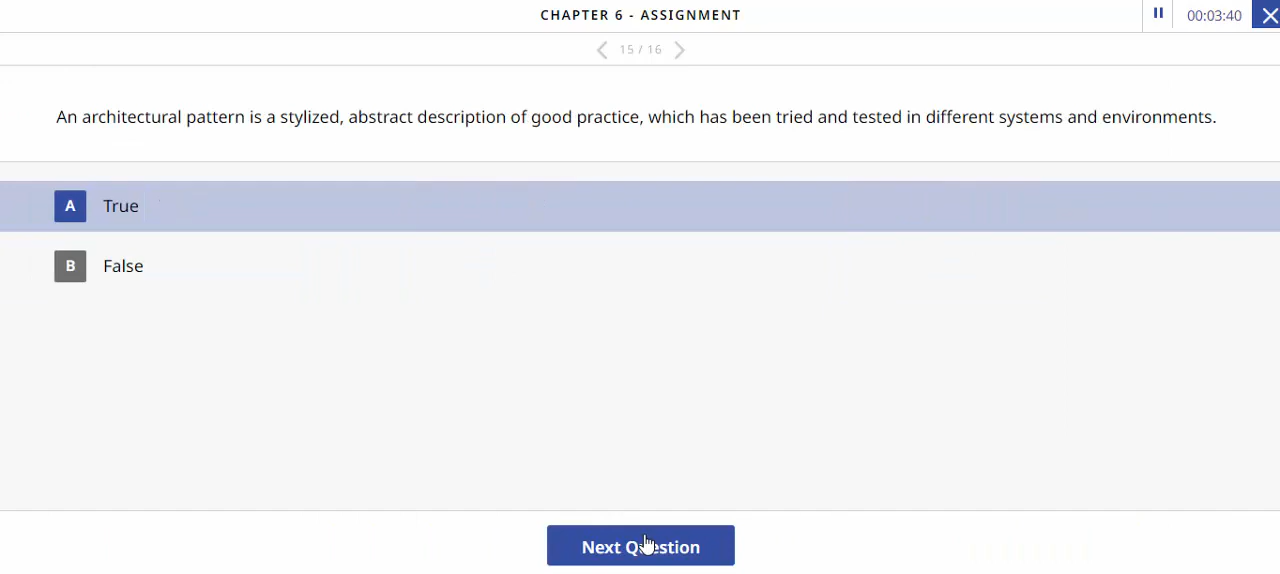 CHAPTER 6 - ASSIGNMENT
00:03:40
15 / 16
An architectural pattern is a stylized, abstract description of good practice, which has been tried and tested in different systems and environments.
A True
B False
Next Question